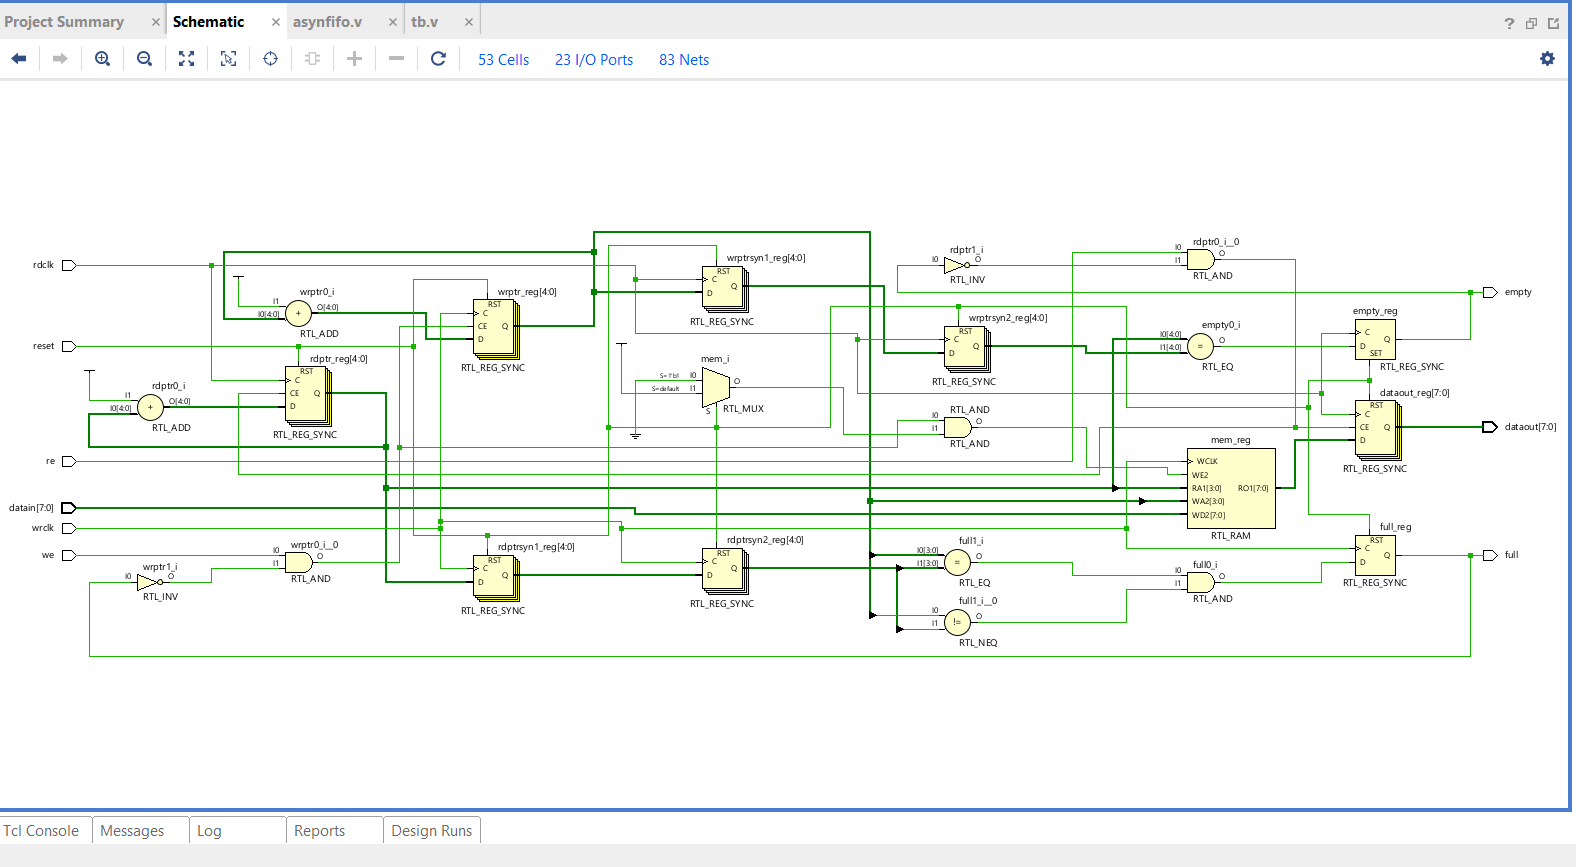 Project Summary × Schematic × asynfifo.v × tb.v ×
?
53 Cells 23 I/O Ports 83 Nets
rdclk
reset
re
datain[7:0]
wrclk
we
wrptr0_i
I1
I0[4:0]
+
O[4:0]
RTL_ADD
rdptr0_i
I1
I0[4:0]
+
O[4:0]
RTL_ADD
rdptr_reg[4:0]
RST
C
CE
D
Q
RTL_REG_SYNC
wrptr0_i__0
I0
I1
O
RTL_AND
wrptr1_i
I0
O
RTL_INV
wrptr_reg[4:0]
RST
C
CE
D
Q
RTL_REG_SYNC
rdptrsyn1_reg[4:0]
RST
C
D
Q
RTL_REG_SYNC
wrptrsyn1_reg[4:0]
RST
C
D
Q
RTL_REG_SYNC
mem_i
S=1'b1
I0
S=default
I1
O
S
RTL_MUX
rdptrsyn2_reg[4:0]
RST
C
D
Q
RTL_REG_SYNC
rdptr1_i
I0
O
RTL_INV
wrptrsyn2_reg[4:0]
RST
C
D
Q
RTL_REG_SYNC
RTL_AND
I0
I1
O
RTL_AND
full1_i
I0[3:0]
I1[3:0]
=
O
RTL_EQ
full1_i__0
I0
I1
!=
O
RTL_NEQ
rdptr0_i__0
I0
I1
O
RTL_AND
empty0_i
I0[4:0]
I1[4:0]
=
O
RTL_EQ
mem_reg
WCLK
WE2
RA1[3:0]
RO1[7:0]
WA2[3:0]
WD2[7:0]
RTL_RAM
full0_i
I0
I1
O
RTL_AND
empty_reg
C
D
Q
SET
RTL_REG_SYNC
dataout_reg[7:0]
RST
C
CE
D
Q
RTL_REG_SYNC
full_reg
RST
C
D
Q
RTL_REG_SYNC
empty
dataout[7:0]
full
Tcl Console Messages Log Reports Design Runs